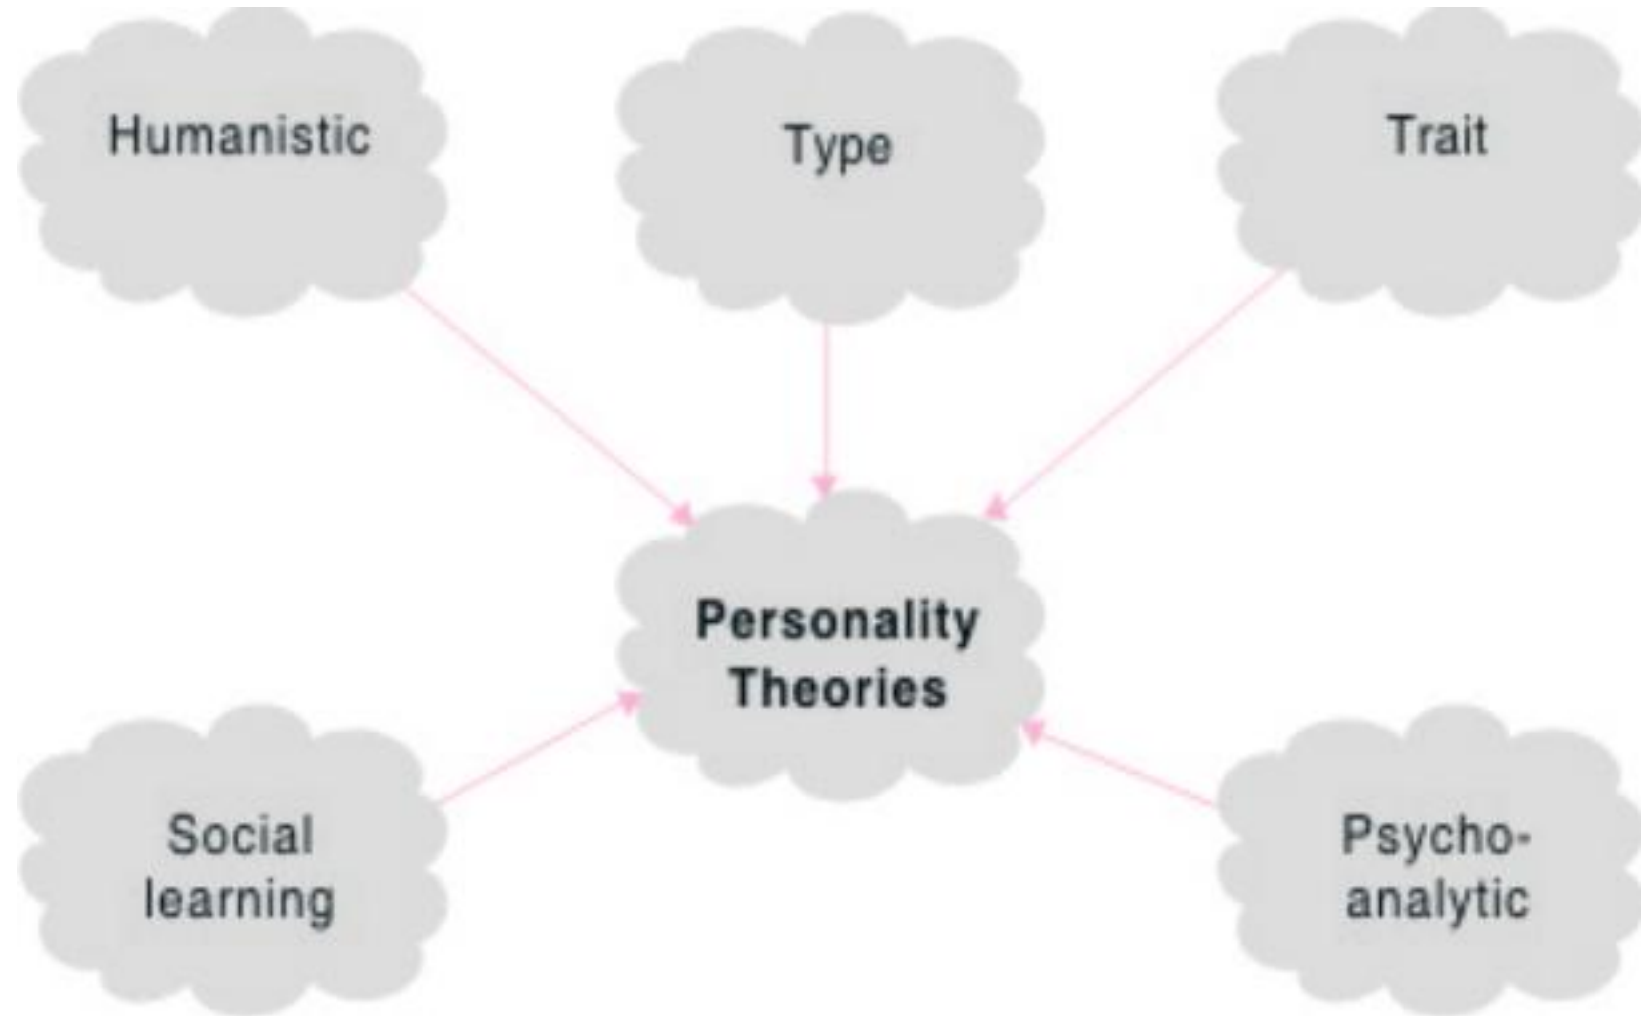 Humanistic
Type
Trait
Personality
Theories
Social
learning
Psycho-
analytic